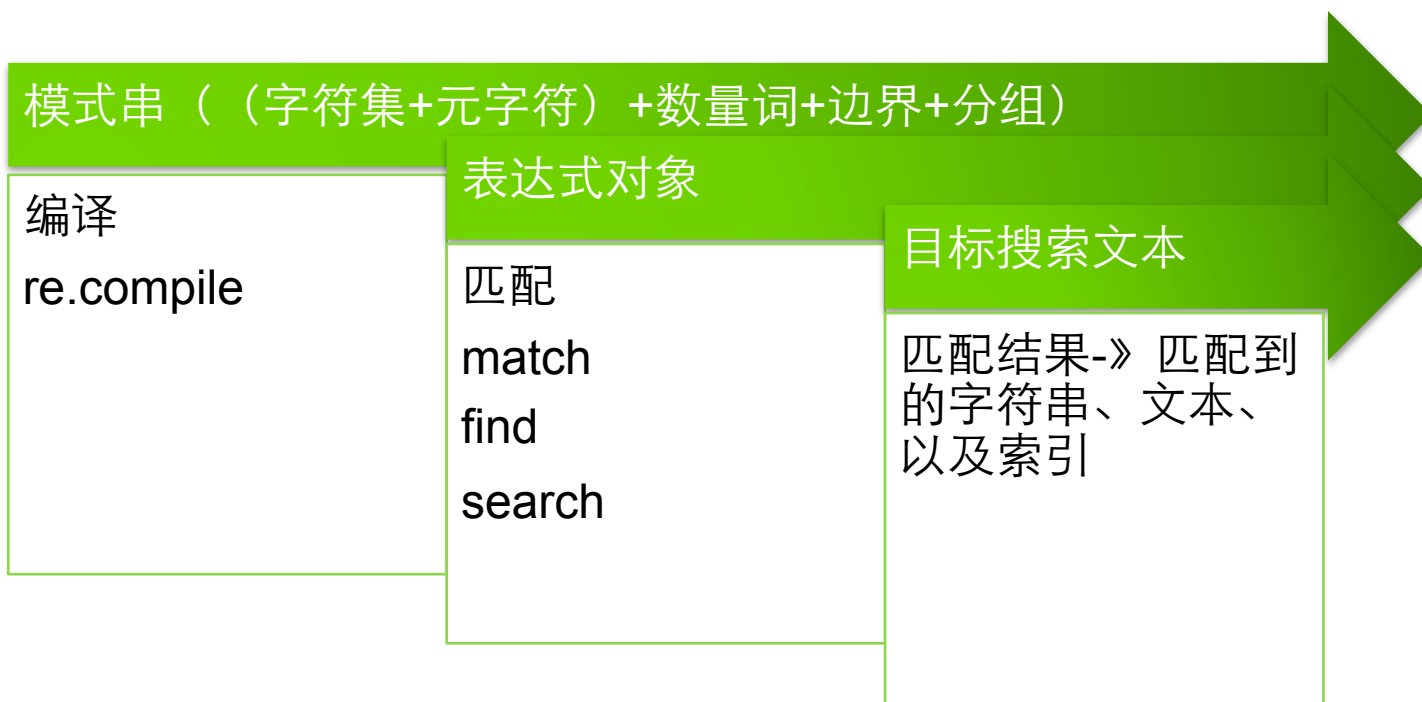 模式串（（字符集+元字符）+数量词+边界+分组）
编译
re.compile
表达式对象
匹配
match
find
search
目标搜索文本
匹配结果-》匹配到
的字符串、文本、
以及索引